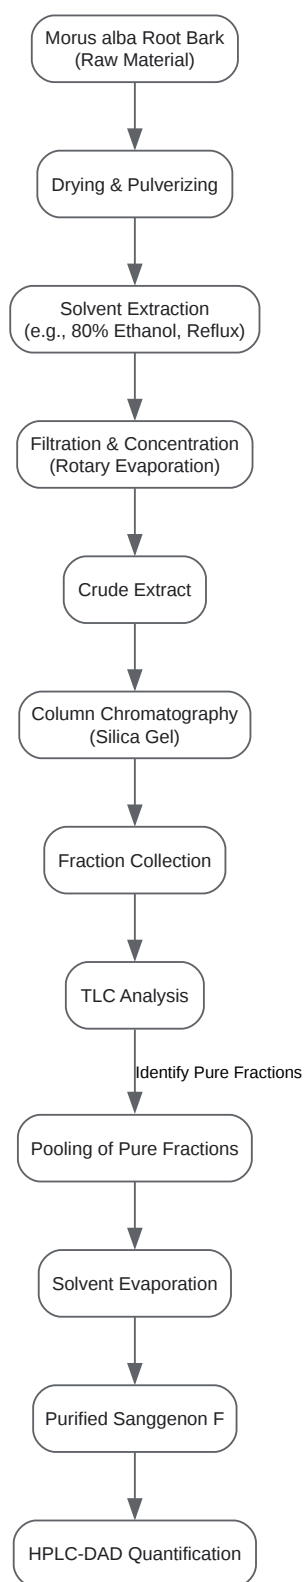 Morus alba Root Bark
(Raw Material)
Drying & Pulverizing
Solvent Extraction
(e.g., 80% Ethanol, Reflux)
Filtration & Concentration
(Rotary Evaporation)
Crude Extract
Column Chromatography
(Silica Gel)
Fraction Collection
TLC Analysis
Identify Pure Fractions
Pooling of Pure Fractions
Solvent Evaporation
Purified Sanggenon F
HPLC-DAD Quantification